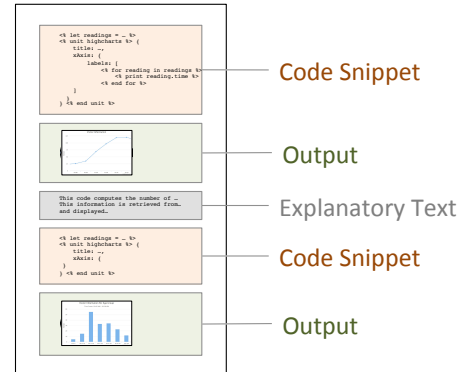 <% let readings = … %>
<% unit highcharts %> {
title: …,
xAxis: {
labels: [
<% for reading in readings %>
<% print reading.time %>
<% end for %>
]
}
} <% end unit %>
Code Snippet
Output
This code computes the number of …
This information is retrieved from…
and displayed…
Explanatory Text
<% let readings = … %>
<% unit highcharts %> {
title: …,
xAxis: {
}
} <% end unit %>
Code Snippet
Output